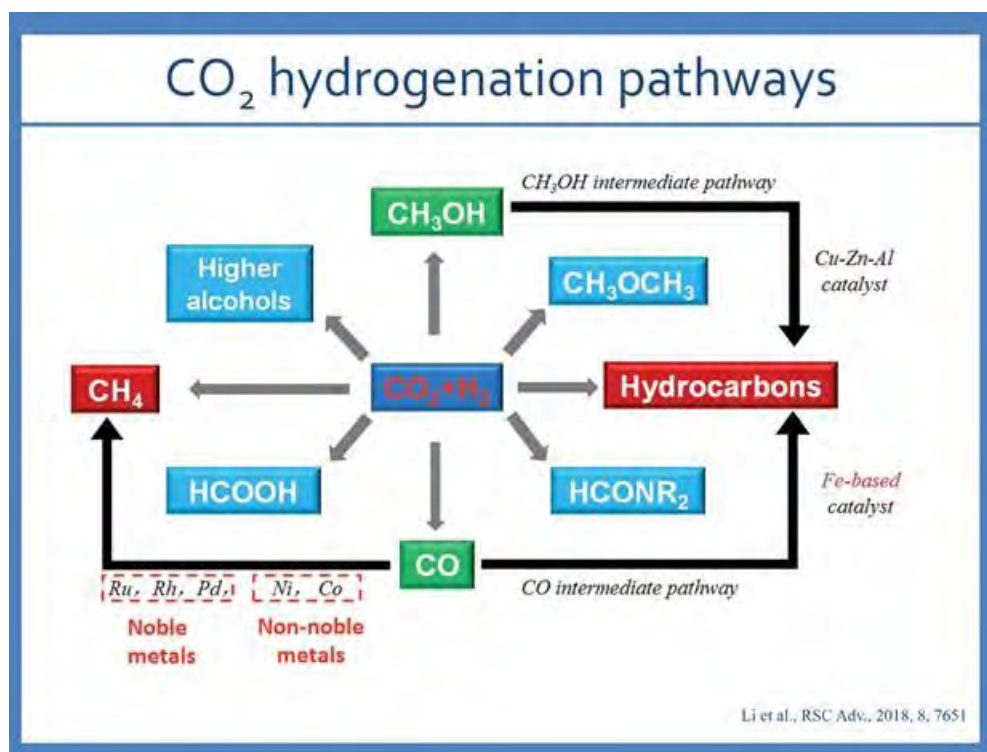 CO₂ hydrogenation pathways
CH₃OH intermediate pathway
CH₃OH
Cu-Zn-Al
catalyst
Higher
alcohols
CH₃OCH₃
CH₄
CO₂+H₂
Hydrocarbons
HCOOH
HCONR₂
Fe-based
catalyst
CO
Ru, Rh, Pd,
Ni, Co
CO intermediate pathway
Noble
metals
Non-noble
metals
Li et al., RSC Adv., 2018, 8, 7651